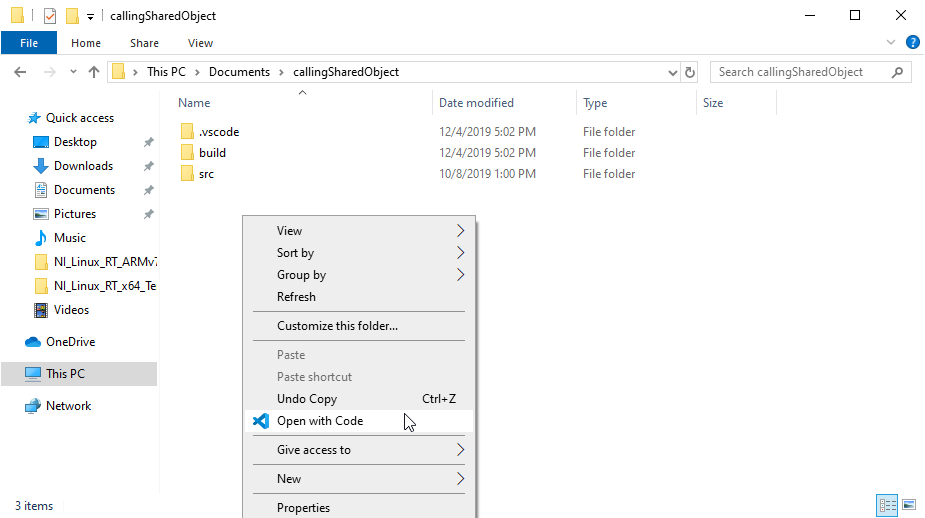 callingSharedObject
File Home Share View
This PC Documents callingSharedObject
Search callingSharedObject
Name Date modified Type Size
Quick access
Desktop
Downloads
Documents
Pictures
Music
NI_Linux_RT_ARMv7
NI_Linux_RT_x64_Te
Videos
OneDrive
This PC
Network
.vscode 12/4/2019 5:02 PM File folder
build 12/4/2019 5:02 PM File folder
src 10/8/2019 1:00 PM File folder
View
Sort by
Group by
Refresh
Customize this folder...
Paste
Paste shortcut
Undo Copy Ctrl+Z
Open with Code
Give access to
New
Properties
3 items